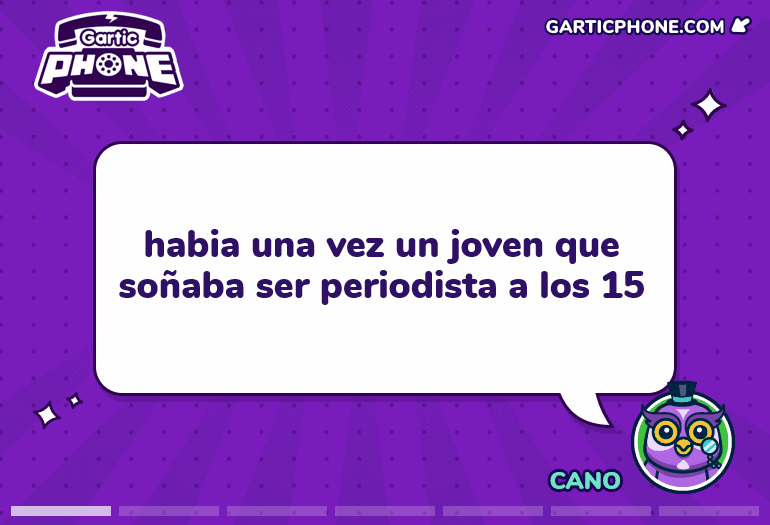 Gartic
PHONE
GARTICPHONE.COM
habia una vez un joven que
soñaba ser periodista a los 15
CANO